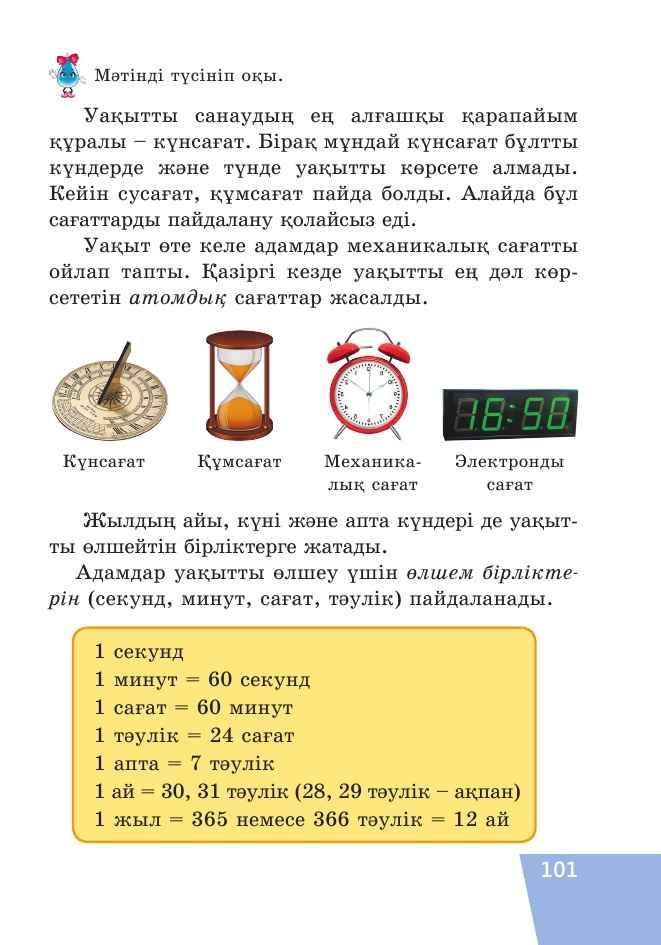 Мәтінді түсініп оқы.
Уақытты санаудың ең алғашқы қарапайым
құралы – күнсағат. Бірақ мұндай күнсағат бұлтты
күндерде және түнде уақытты көрсете алмады.
Кейін сусағат, құмсағат пайда болды. Алайда бұл
сағаттарды пайдалану қолайсыз еді.
Уақыт өте келе адамдар механикалық сағатты
ойлап тапты. Қазіргі кезде уақытты ең дәл көр-
сететін атомдық сағаттар жасалды.
16:50
Күнсағат Құмсағат Механика- Электронды
лық сағат сағат
Жылдың айы, күні және апта күндері де уақыт-
ты өлшейтін бірліктерге жатады.
Адамдар уақытты өлшеу үшін өлшем бірлікте-
рін (секунд, минут, сағат, тәулік) пайдаланады.
1 секунд
1 минут = 60 секунд
1 сағат = 60 минут
1 тәулік = 24 сағат
1 апта = 7 тәулік
1 ай = 30, 31 тәулік (28, 29 тәулік – ақпан)
1 жыл = 365 немесе 366 тәулік = 12 ай
101